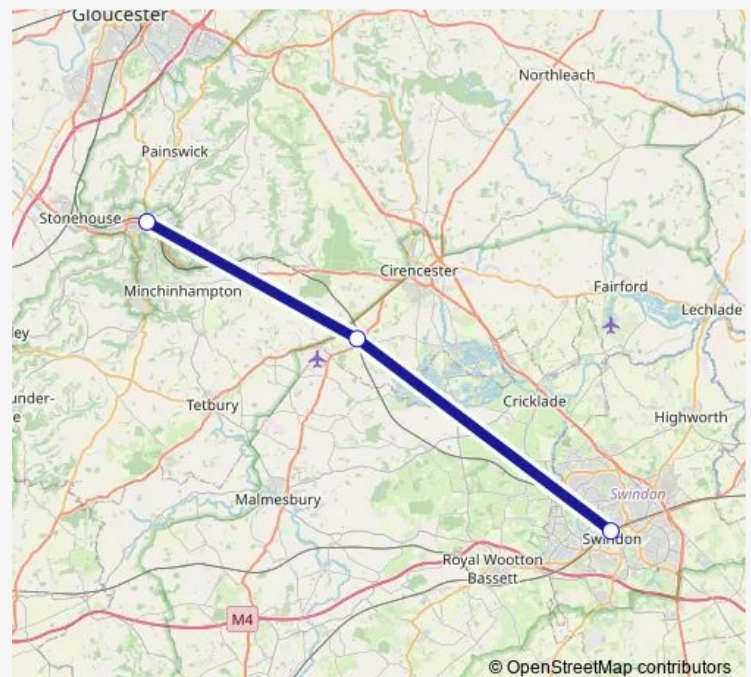 Gloucester
Northleach
Painswick
Stonehouse
Cirencester
Minchinhampton
Fairford
Lechlade
ley
Tetbury
Cricklade
under-
e
Highworth
Malmesbury
Swindon
Swindon
Royal Wootton
Bassett
M4
© OpenStreetMap contributors